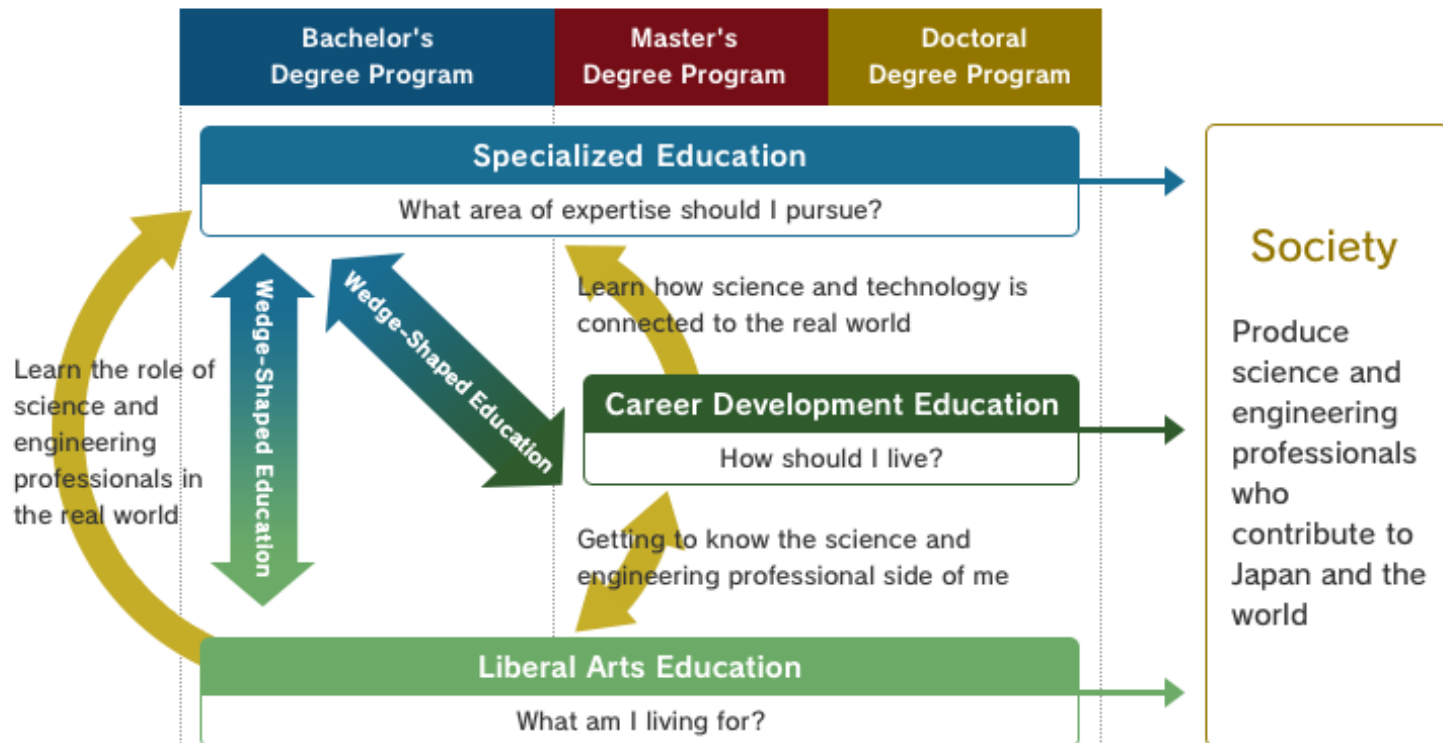 Bachelor's
Degree Program
Master's
Degree Program
Doctoral
Degree Program
Specialized Education
What area of expertise should I pursue?
Wedge-Shaped Education
Wedge-Shaped Education
Learn how science and technology is
connected to the real world
Learn the role of
science and
engineering
professionals in
the real world
Career Development Education
How should I live?
Getting to know the science and
engineering professional side of me
Liberal Arts Education
What am I living for?
Society
Produce
science and
engineering
professionals
who
contribute to
Japan and the
world